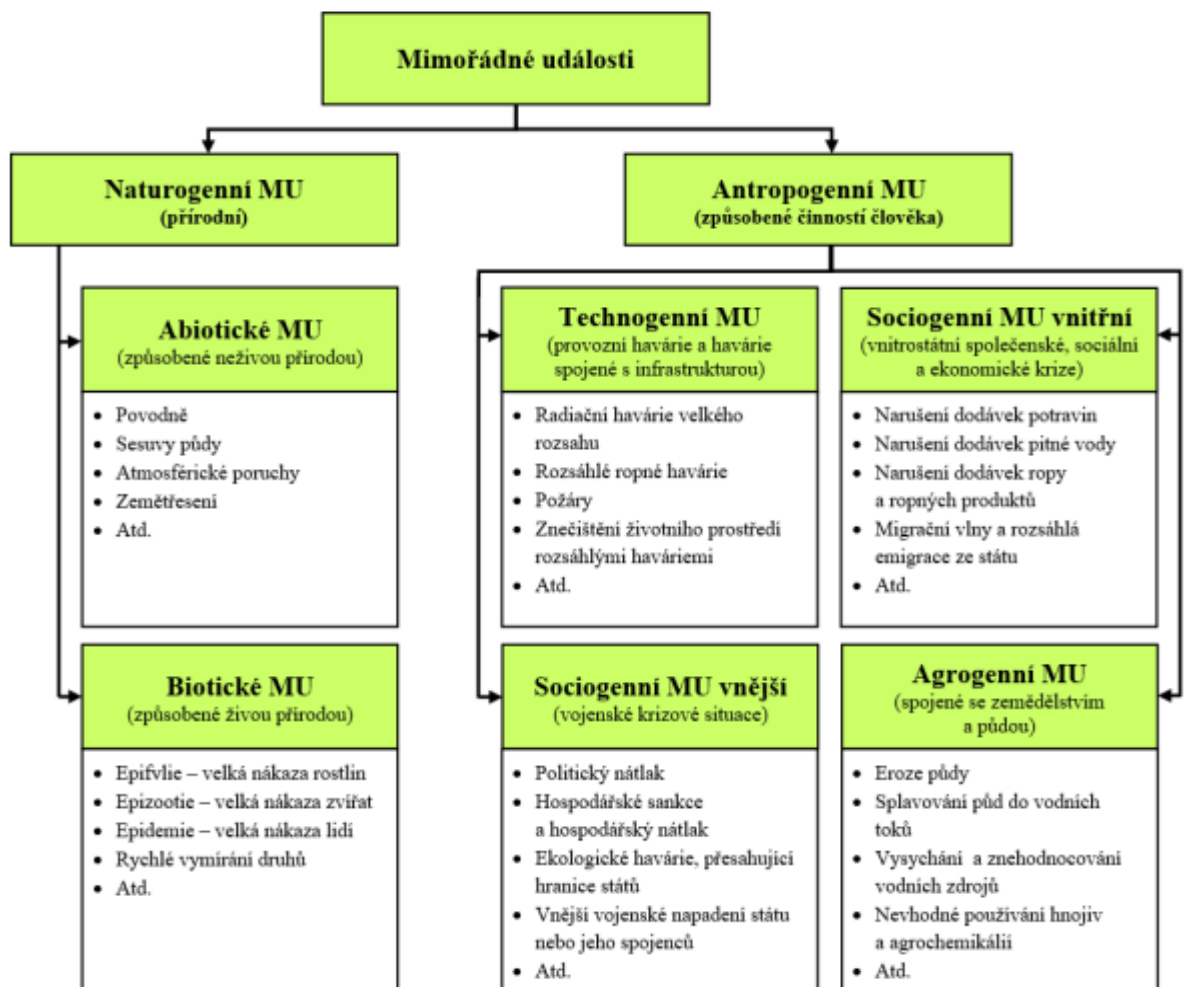 Mimořádné události
Naturogenní MU
(přírodní)
Antropogenní MU
(způsobené činností člověka)
Abiotické MU
(způsobené neživou přírodou)
• Povodně
• Sesuvy půdy
• Atmosférické poruchy
• Zemětřesení
• Atd.
Technogenní MU
(provozní havárie a havárie
spojené s infrastrukturou)
• Radiační havárie velkého
rozsahu
• Rozsáhlé ropné havárie
• Požáry
• Znečištění životního prostředí
rozsáhlými haváriemi
• Atd.
Sociogenní MU vnitřní
(vnitrostátní společenské, sociální
a ekonomické krize)
• Narušení dodávek potravin
• Narušení dodávek pitné vody
• Narušení dodávek ropy
a ropných produktů
• Migrační vlny a rozsáhlá
emigrace ze státu
• Atd.
Biotické MU
(způsobené živou přírodou)
• Epifvlie – velká nákaza rostlin
• Epizootie – velká nákaza zvířat
• Epidemie – velká nákaza lidí
• Rychlé vymírání druhů
• Atd.
Sociogenní MU vnější
(vojenské krizové situace)
• Politický nátlak
• Hospodářské sankce
a hospodářský nátlak
• Ekologické havárie, přesahující
hranice států
• Vnější vojenské napadení státu
nebo jeho spojenců
• Atd.
Agrogenní MU
(spojené se zemědělstvím
a půdou)
• Eroze půdy
• Splavování půd do vodních
toků
• Vysychání a znehodnocování
vodních zdrojů
• Nevhodné používání hnojiv
a agrochemikálií
• Atd.